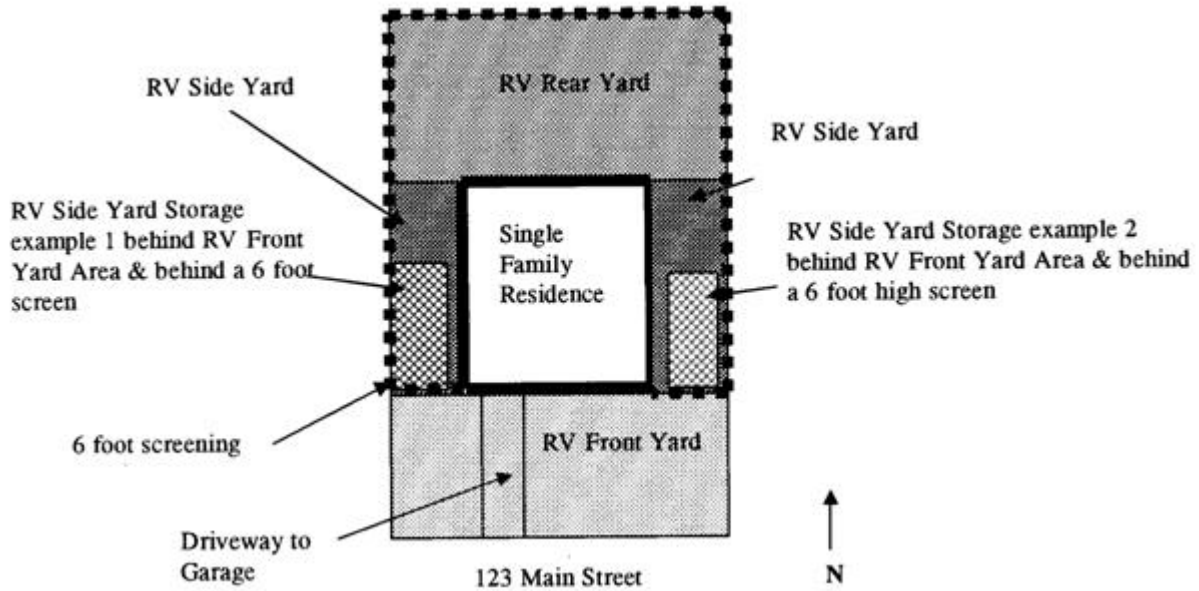 RV Rear Yard
RV Side Yard
RV Side Yard
RV Side Yard Storage
example 1 behind RV Front
Yard Area & behind a 6 foot
screen
Single
Family
Residence
RV Side Yard Storage example 2
behind RV Front Yard Area & behind
a 6 foot high screen
6 foot screening
RV Front Yard
Driveway to
Garage
123 Main Street
N